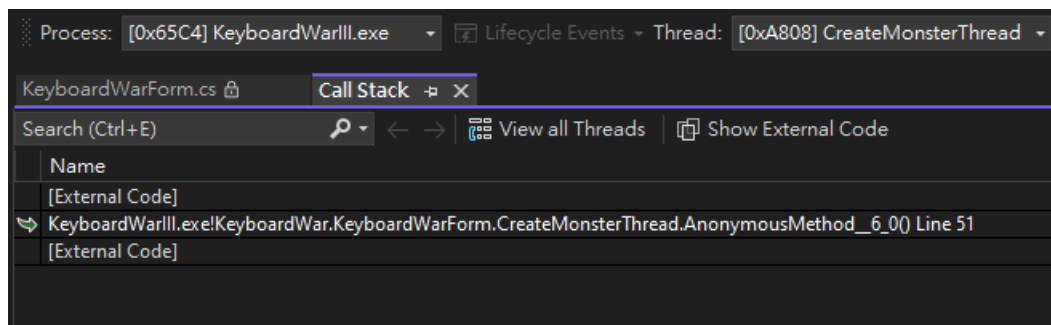 Process: [0x65C4] KeyboardWarIII.exe Lifecycle Events Thread: [0xA808] CreateMonsterThread
KeyboardWarForm.cs Call Stack
Search (Ctrl+E) View all Threads Show External Code
Name
[External Code]
KeyboardWarIII.exe!KeyboardWar.KeyboardWarForm.CreateMonsterThread.AnonymousMethod__6_0() Line 51
[External Code]